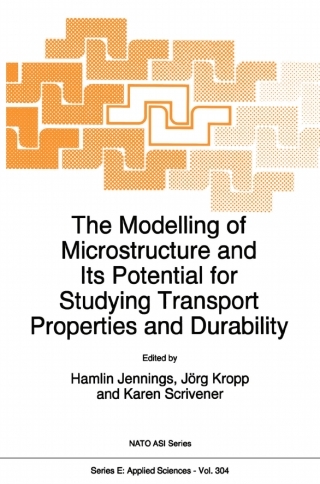 The Modelling of
Microstructure and
Its Potential for
Studying Transport
Properties and Durability
Edited by
Hamlin Jennings, Jörg Kropp
and Karen Scrivener
NATO ASI Series
Series E: Applied Sciences - Vol. 304